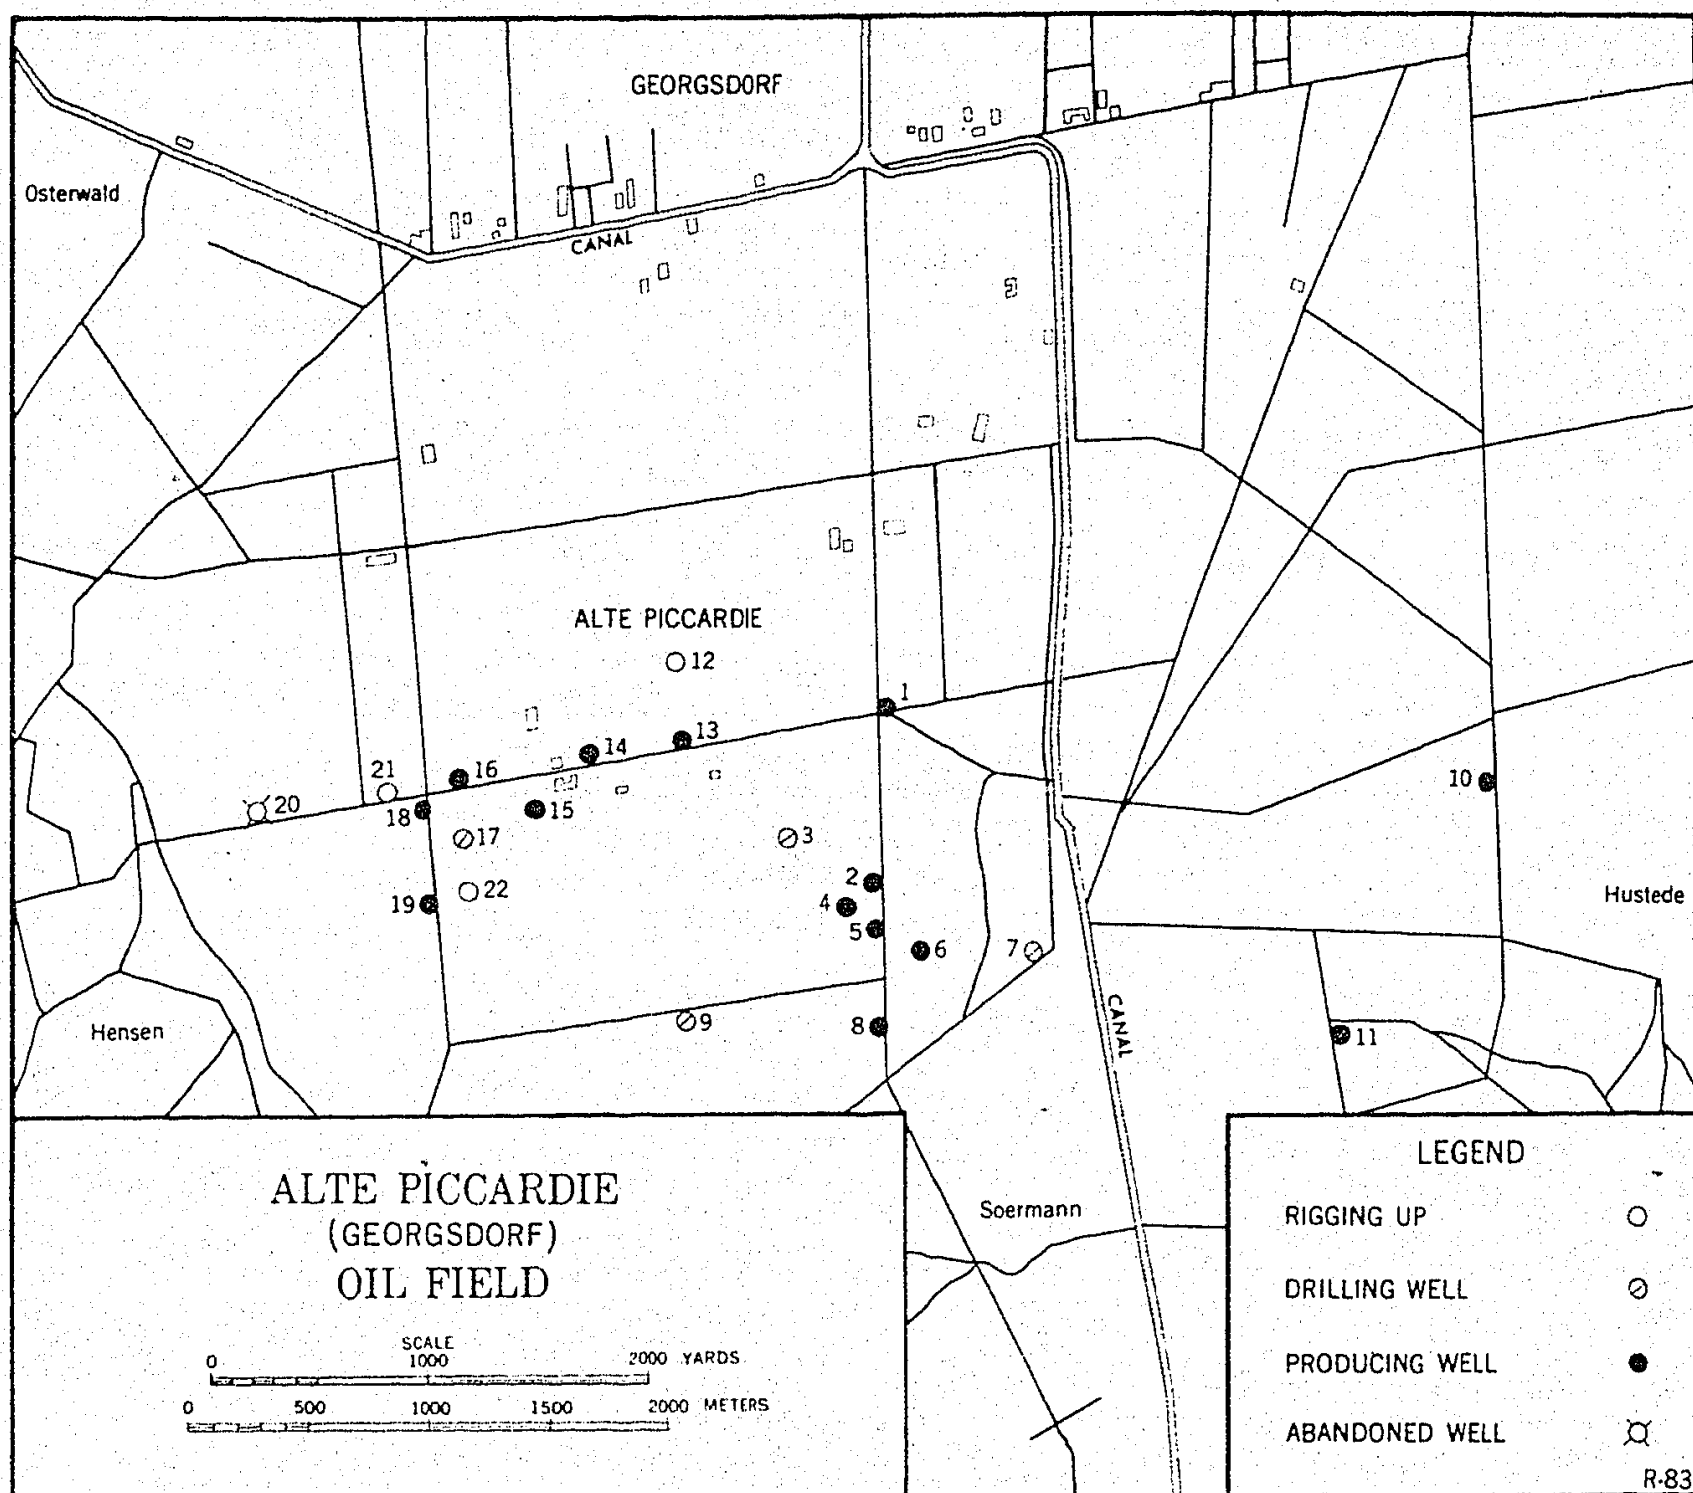 GEORGSDORF
Osterwald
CANAL
ALTE PICCARDIE
12
1
13
14
16
21
10
20
18
15
17
3
2
22
19
4
Hustede
5
6
7
9
8
Hensen
CANAL
11
ALTE PICCARDIE
(GEORGSDORF)
OIL FIELD
SCALE
0 1000 2000 YARDS
0 500 1000 1500 2000 METERS
Soermann
LEGEND
RIGGING UP
DRILLING WELL
PRODUCING WELL
ABANDONED WELL
R-83